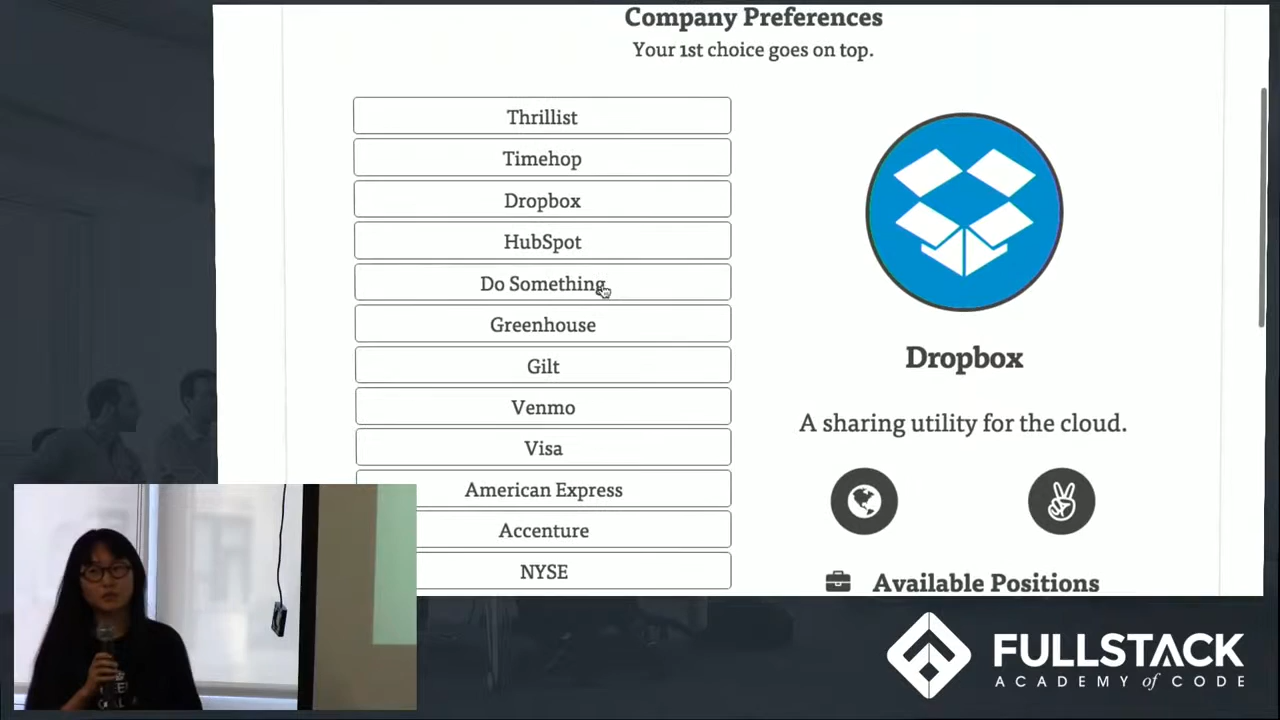 Company Preferences
Your 1st choice goes on top.
Thrillist
Timehop
Dropbox
HubSpot
Do Something
Greenhouse
Gilt
Venmo
Visa
American Express
Accenture
NYSE
Dropbox
A sharing utility for the cloud.
Available Positions
FULLSTACK
ACADEMY of CODE